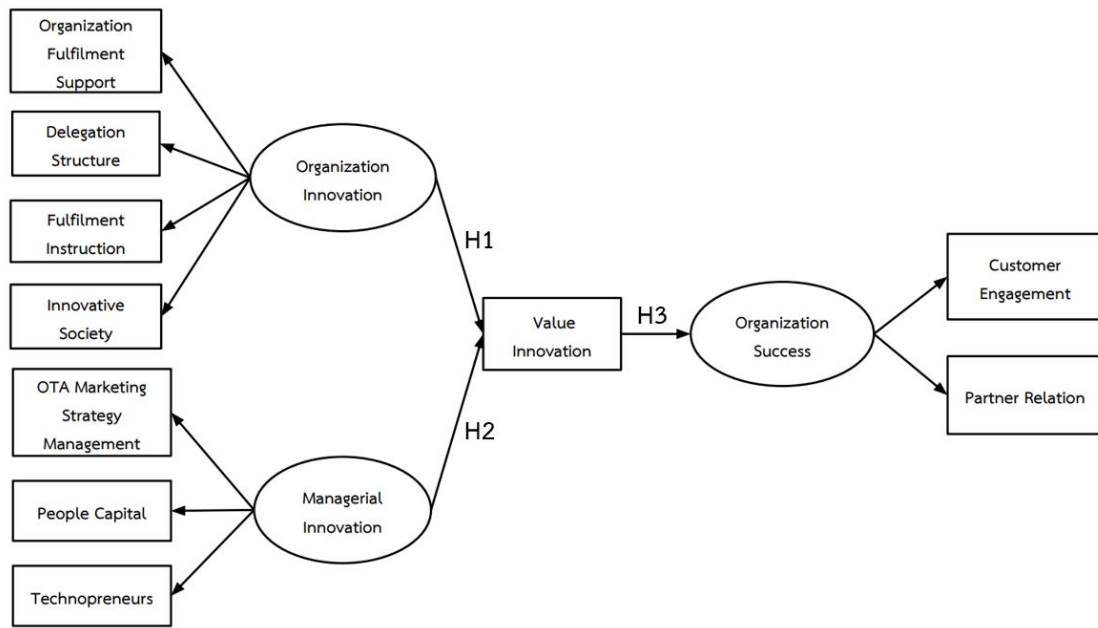 Organization
Fulfilment
Support
Delegation
Structure
Fulfilment
Instruction
Innovative
Society
OTA Marketing
Strategy
Management
People Capital
Technopreneurs
Organization
Innovation
Managerial
Innovation
H1
H2
Value
Innovation
H3
Organization
Success
Customer
Engagement
Partner Relation